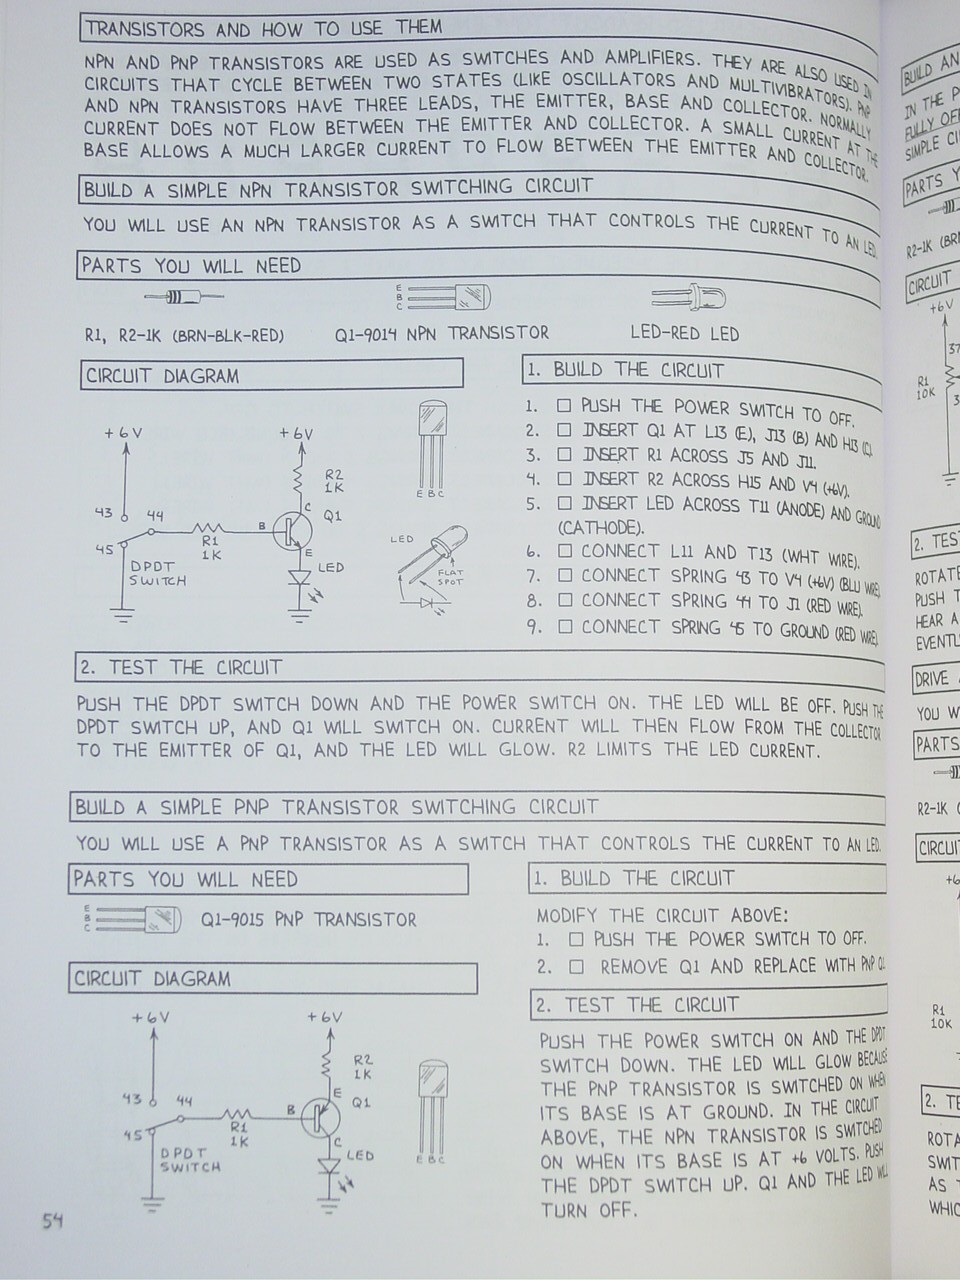 TRANSISTORS AND HOW TO USE THEM
NPN AND PNP TRANSISTORS ARE USED AS SWITCHES AND AMPLIFIERS. THEY ARE ALSO USED IN
CIRCUITS THAT CYCLE BETWEEN TWO STATES (LIKE OSCILLATORS AND MULTIVIBRATORS). PNP
AND NPN TRANSISTORS HAVE THREE LEADS, THE EMITTER, BASE AND COLLECTOR. NORMALLY
CURRENT DOES NOT FLOW BETWEEN THE EMITTER AND COLLECTOR. A SMALL CURRENT AT THE
BASE ALLOWS A MUCH LARGER CURRENT TO FLOW BETWEEN THE EMITTER AND COLLECTOR.
BUILD A SIMPLE NPN TRANSISTOR SWITCHING CIRCUIT
YOU WILL USE AN NPN TRANSISTOR AS A SWITCH THAT CONTROLS THE CURRENT TO AN LED.
PARTS YOU WILL NEED
E
B
C
R1, R2-1K (BRN-BLK-RED)
Q1-9014 NPN TRANSISTOR
LED-RED LED
CIRCUIT DIAGRAM
+6V
+6V
R2
1K
C
Q1
43
44
B
R1
1K
45
E
LED
DPDT
SWITCH
E B C
LED
FLAT
SPOT
1. BUILD THE CIRCUIT
1. PUSH THE POWER SWITCH TO OFF.
2. INSERT Q1 AT L13 (E), J13 (B) AND H13 (C).
3. INSERT R1 ACROSS J5 AND J11.
4. INSERT R2 ACROSS H15 AND V4 (+6V).
5. INSERT LED ACROSS T11 (ANODE) AND GROUND
(CATHODE).
6. CONNECT L11 AND T13 (WHT WIRE).
7. CONNECT SPRING 43 TO V4 (+6V) (BLU WIRE).
8. CONNECT SPRING 44 TO J1 (RED WIRE).
9. CONNECT SPRING 45 TO GROUND (RED WIRE).
2. TEST THE CIRCUIT
PUSH THE DPDT SWITCH DOWN AND THE POWER SWITCH ON. THE LED WILL BE OFF. PUSH THE
DPDT SWITCH UP, AND Q1 WILL SWITCH ON. CURRENT WILL THEN FLOW FROM THE COLLECTOR
TO THE EMITTER OF Q1, AND THE LED WILL GLOW. R2 LIMITS THE LED CURRENT.
BUILD A SIMPLE PNP TRANSISTOR SWITCHING CIRCUIT
YOU WILL USE A PNP TRANSISTOR AS A SWITCH THAT CONTROLS THE CURRENT TO AN LED.
PARTS YOU WILL NEED
E
B
C
Q1-9015 PNP TRANSISTOR
CIRCUIT DIAGRAM
+6V
+6V
R2
1K
E
Q1
43
44
B
R1
1K
45
C
LED
DPDT
SWITCH
E B C
1. BUILD THE CIRCUIT
MODIFY THE CIRCUIT ABOVE:
1. PUSH THE POWER SWITCH TO OFF.
2. REMOVE Q1 AND REPLACE WITH PNP Q1.
2. TEST THE CIRCUIT
PUSH THE POWER SWITCH ON AND THE DPDT
SWITCH DOWN. THE LED WILL GLOW BECAUSE
THE PNP TRANSISTOR IS SWITCHED ON WHEN
ITS BASE IS AT GROUND. IN THE CIRCUIT
ABOVE, THE NPN TRANSISTOR IS SWITCHED
ON WHEN ITS BASE IS AT +6 VOLTS. PUSH
THE DPDT SWITCH UP. Q1 AND THE LED WILL
TURN OFF.
54
BUILD AN
IN THE
FULLY
SIMPLE
PARTS
R2-1K
CIRCUIT
+6V
R1
10K
2. TEST
ROTATE
PUSH
HEAR A
DRIVE
YOU
PARTS
R2-1K
R1
10K
2.
AS